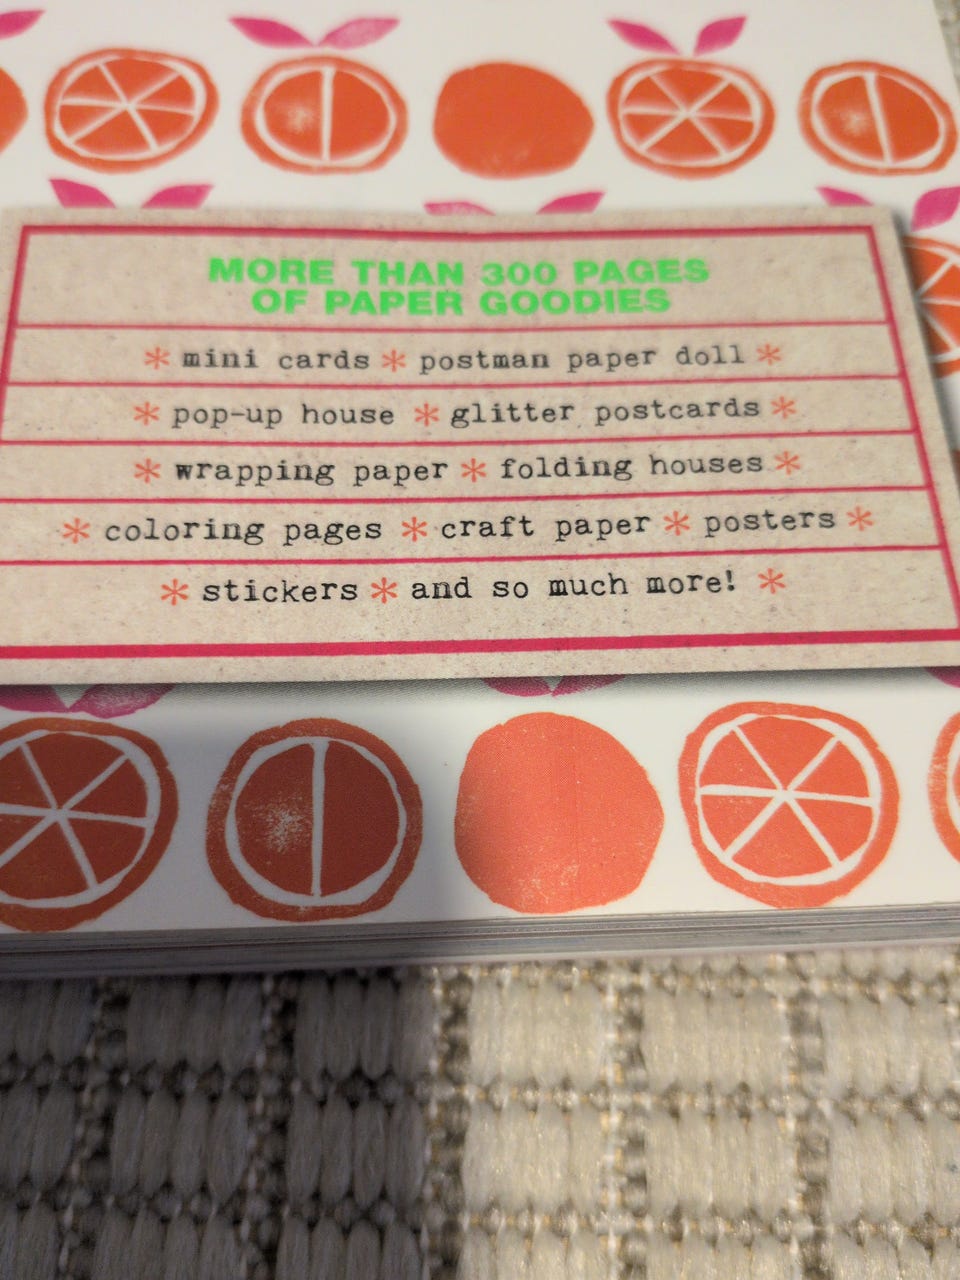 MORE THAN 300 PAGES
OF PAPER GOODIES
* mini cards * postman paper doll *
* pop-up house * glitter postcards *
* wrapping paper * folding houses *
* coloring pages * craft paper * posters *
* stickers * and so much more! *